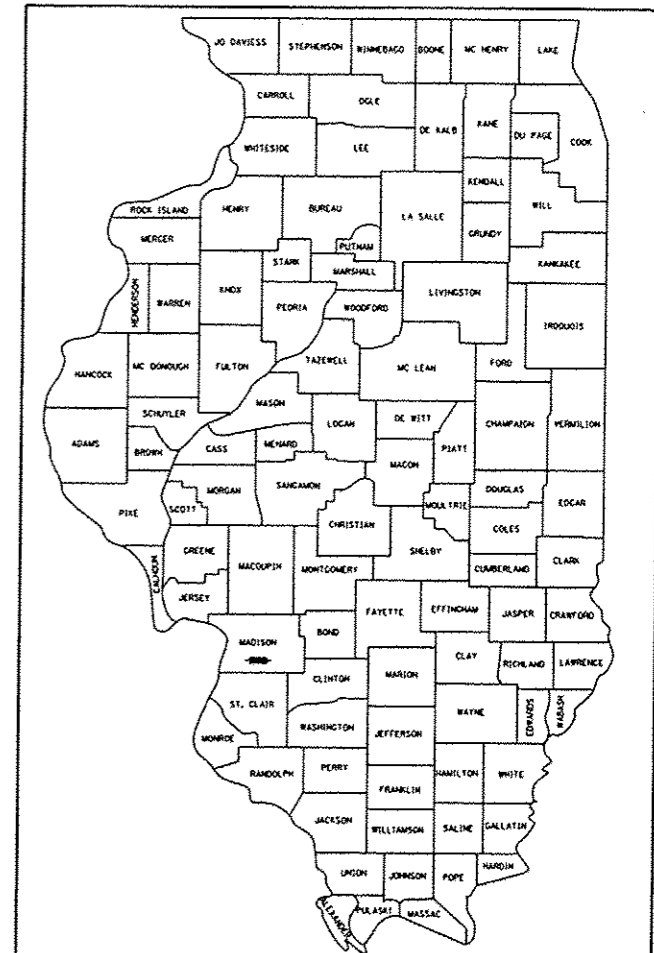 JO DAVIESS STEPHENSON WINNEBAGO BOONE MC HENRY LAKE
CARROLL OGLE DE KALB KANE DU PAGE COOK
WHITESIDE LEE
KENDALL WILL
ROCK ISLAND HENRY BUREAU LA SALLE
MERCER PUTNAM GRUNDY
STARK MARSHALL KANKAKEE
HENDERSON WARREN KNOX PEORIA WOODFORD LIVINGSTON IROQUOIS
HANCOCK MC DONOUGH FULTON TAZEWELL MC LEAN FORD
SCHUYLER MASON LOGAN DE WITT CHAMPAIGN VERMILION
ADAMS BROWN CASS MENARD PIATT
MACON
PIKE SCOTT MORGAN SANGAMON MOULTRIE DOUGLAS EDGAR
CHRISTIAN COLES
CALHOUN GREENE MACOUPIN MONTGOMERY SHELBY CUMBERLAND CLARK
JERSEY FAYETTE EFFINGHAM JASPER CRAWFORD
MADISON BOND CLAY RICHLAND LAWRENCE
CLINTON MARION
ST. CLAIR WAYNE EDWARDS WABASH
MONROE WASHINGTON JEFFERSON
RANDOLPH PERRY HAMILTON WHITE
FRANKLIN
JACKSON WILLIAMSON SALINE GALLATIN
UNION JOHNSON POPE HARDIN
ALEXANDER PULASKI MASSAC